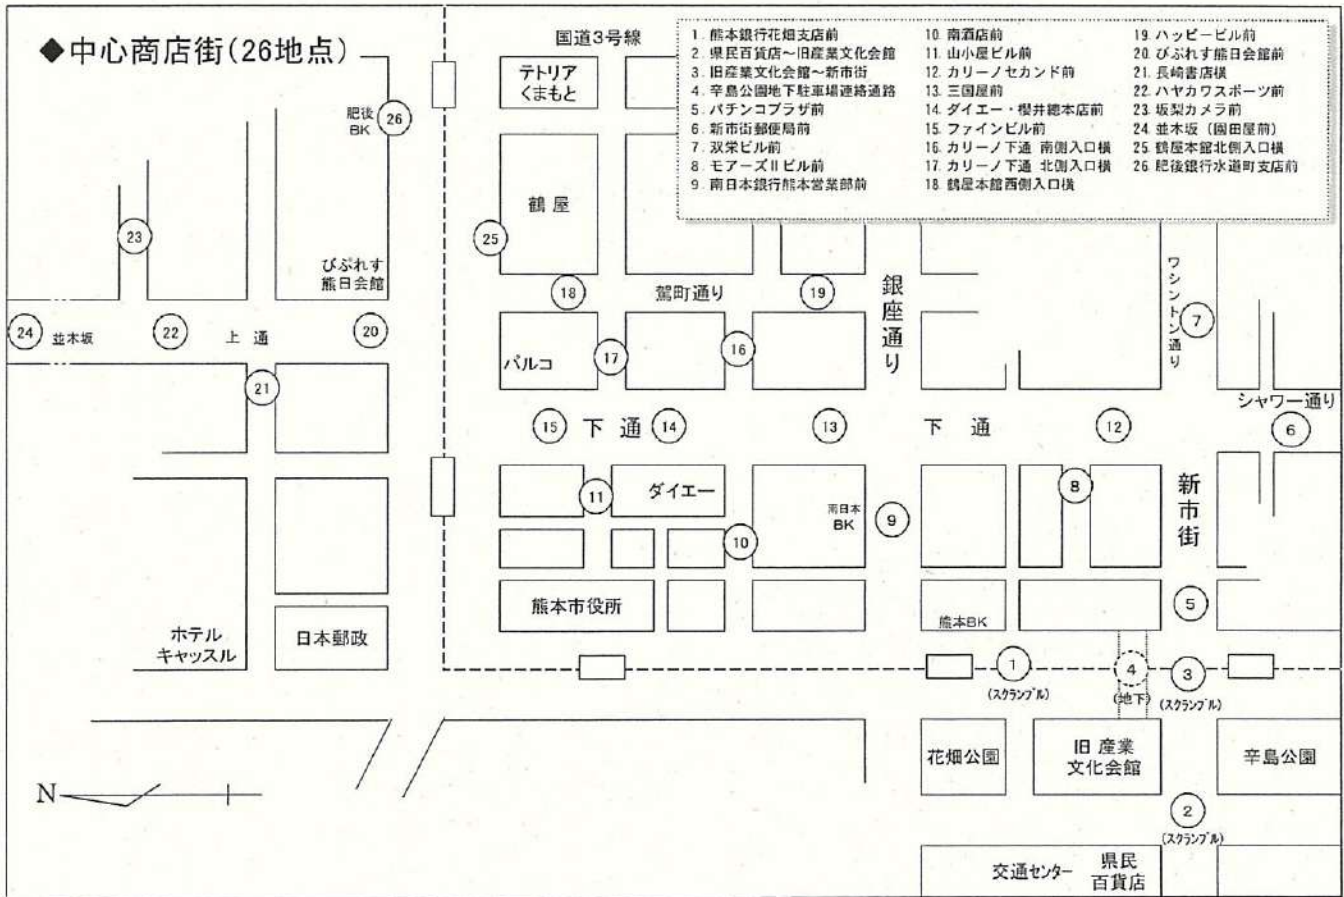 ◆中心商店街(26地点)
国道3号線
1. 熊本銀行花畑支店前
2. 県民百貨店～旧産業文化会館
3. 旧産業文化会館～新市街
4. 辛島公園地下駐車場連絡通路
5. パチンコプラザ前
6. 新市街郵便局前
7. 双栄ビル前
8. モアーズⅡビル前
9. 南日本銀行熊本営業部前
10. 南酒店前
11. 山小屋ビル前
12. カリーノセカンド前
13. 三国屋前
14. ダイエー・櫻井總本店前
15. ファインビル前
16. カリーノ下通 南側入口横
17. カリーノ下通 北側入口横
18. 鶴屋本館西側入口横
19. ハッピービル前
20. びぷれす熊日会館前
21. 長崎書店横
22. ハヤカワスポーツ前
23. 坂梨カメラ前
24. 並木坂 (園田屋前)
25. 鶴屋本館北側入口横
26. 肥後銀行水道町支店前
テトリア
くまもと
肥後
BK
26
鶴屋
23
25
びぷれす
熊日会館
18
駕町通り
19
銀座通り
ワシントン通り
7
24
並木坂
22
上通
20
パルコ
17
16
21
シャワー通り
15
下通
14
13
下通
12
6
11
ダイエー
8
新市街
南日本
BK
9
10
熊本市役所
熊本BK
5
ホテル
キャッスル
日本郵政
1
(スクランブル)
4
(地下)
3
(スクランブル)
花畑公園
旧産業
文化会館
辛島公園
N
2
(スクランブル)
交通センター
県民
百貨店